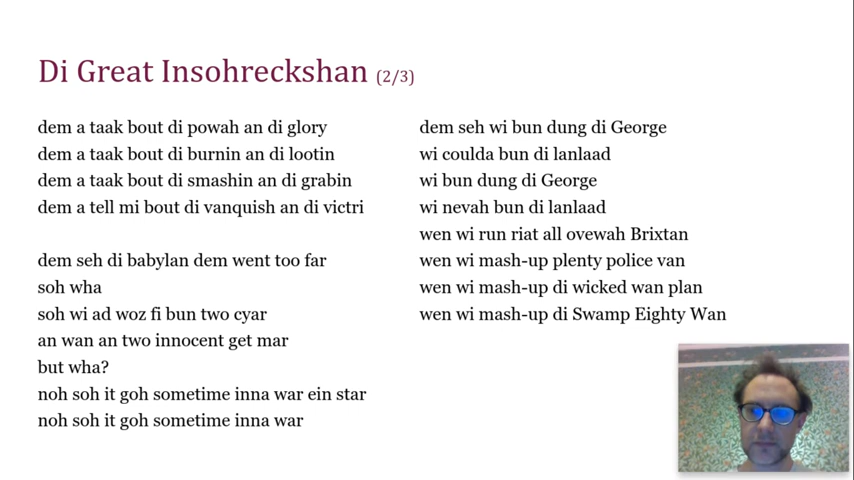 Di Great Insohreckshan (2/3)
dem a taak bout di powah an di glory
dem a taak bout di burnin an di lootin
dem a taak bout di smashin an di grabin
dem a tell mi bout di vanquish an di victri
dem seh di babylan dem went too far
soh wha
soh wi ad woz fi bun two cyar
an wan an two innocent get mar
but wha?
noh soh it goh sometime inna war ein star
noh soh it goh sometime inna war
dem seh wi bun dung di George
wi coulda bun di lanlaad
wi bun dung di George
wi nevah bun di lanlaad
wen wi run riat all ovewah Brixtan
wen wi mash-up plenty police van
wen wi mash-up di wicked wan plan
wen wi mash-up di Swamp Eighty Wan